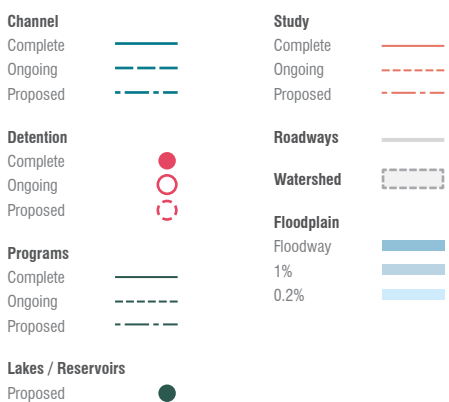 Channel
Complete
Ongoing
Proposed
Detention
Complete
Ongoing
Proposed
Programs
Complete
Ongoing
Proposed
Lakes / Reservoirs
Proposed
Study
Complete
Ongoing
Proposed
Roadways
Watershed
Floodplain
Floodway
1%
0.2%